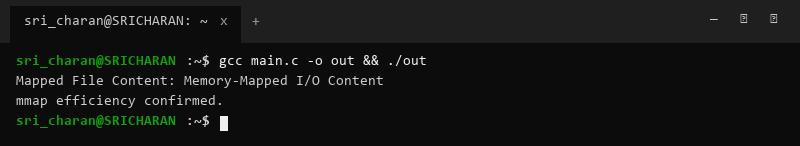 sri_charan@SRICHARAN: ~ x +
sri_charan@SRICHARAN :~$ gcc main.c -o out && ./out
Mapped File Content: Memory-Mapped I/O Content
mmap efficiency confirmed.
sri_charan@SRICHARAN :~$